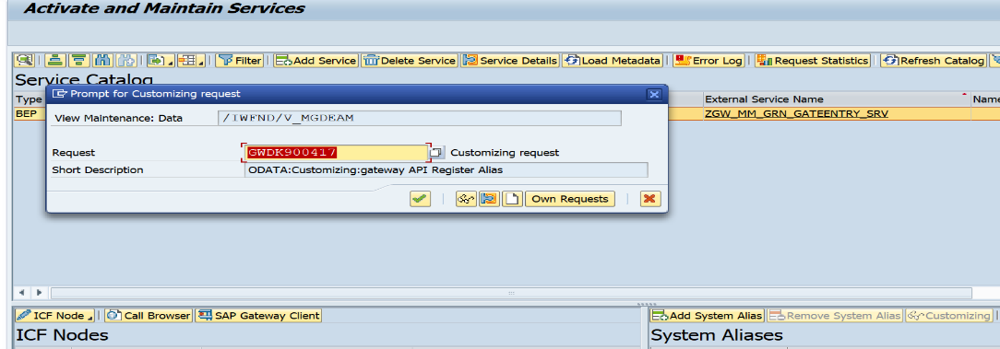 Activate and Maintain Services
Filter Add Service Delete Service Service Details Load Metadata Error Log Request Statistics Refresh Catalog
Service Catalog
Prompt for Customizing request
Type External Service Name Name
BEP ZGW_MM_GRN_GATEENTRY_SRV
View Maintenance: Data /IWFND/V_MGDEAM
Request GWDK900417 Customizing request
Short Description ODATA:Customizing:gateway API Register Alias
Own Requests
ICF Node Call Browser SAP Gateway Client Add System Alias Remove System Alias Customizing
ICF Nodes System Aliases